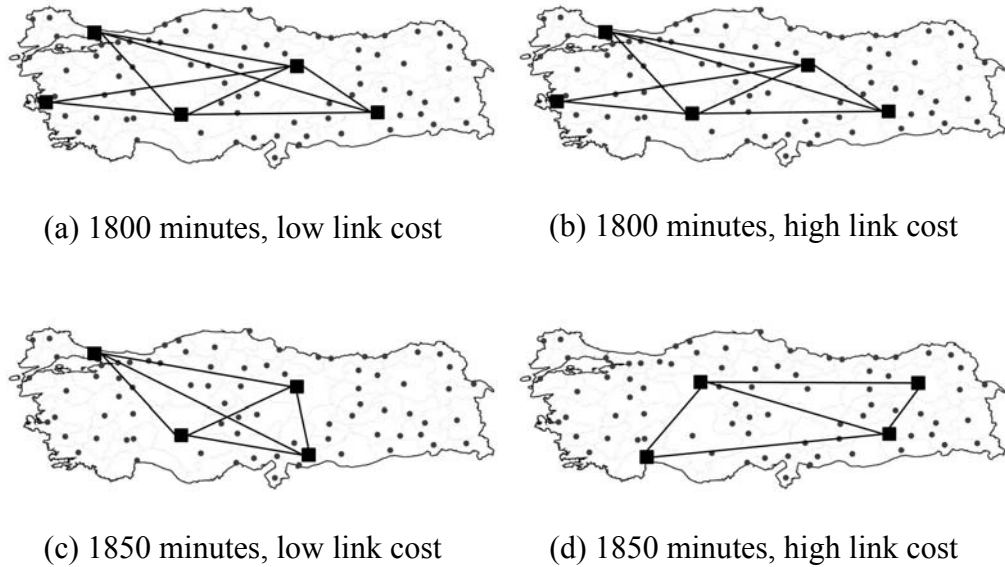 (a) 1800 minutes, low link cost
(b) 1800 minutes, high link cost
(c) 1850 minutes, low link cost
(d) 1850 minutes, high link cost